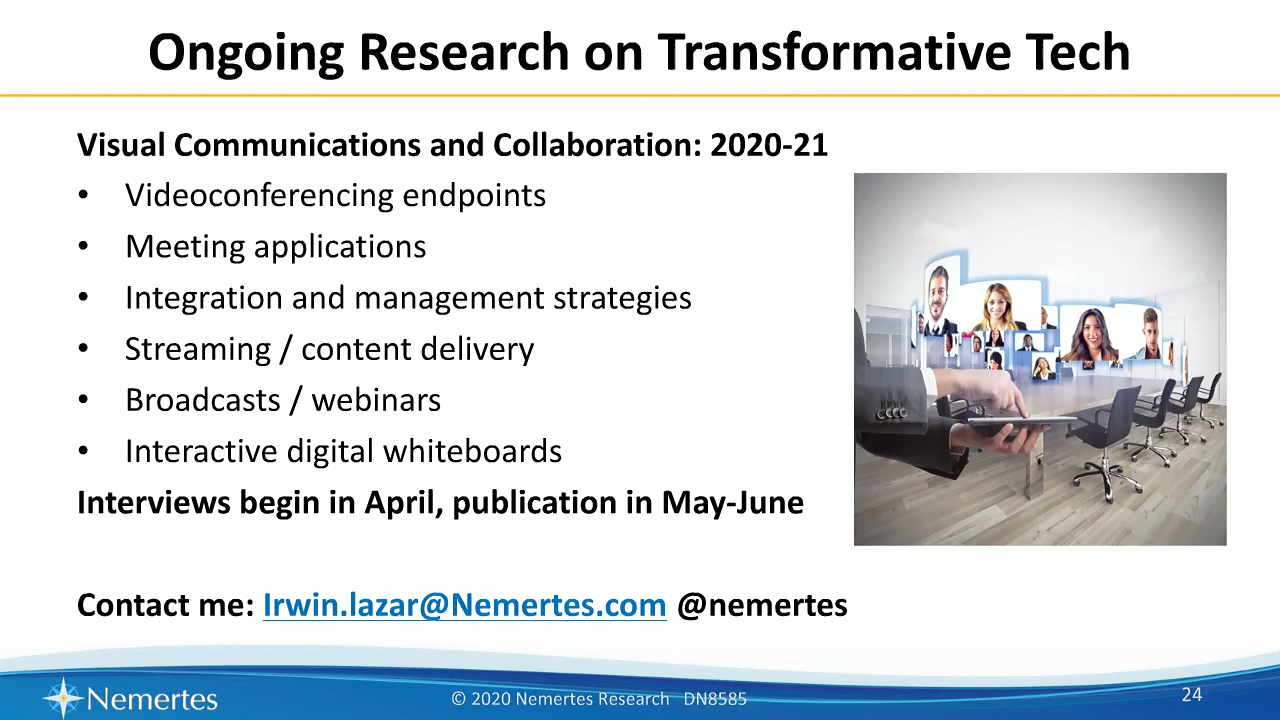 Ongoing Research on Transformative Tech
Visual Communications and Collaboration: 2020-21
• Videoconferencing endpoints
• Meeting applications
• Integration and management strategies
• Streaming / content delivery
• Broadcasts / webinars
• Interactive digital whiteboards
Interviews begin in April, publication in May-June
Contact me: Irwin.lazar@Nemertes.com @nemertes
Nemertes
© 2020 Nemertes Research DN8585
24